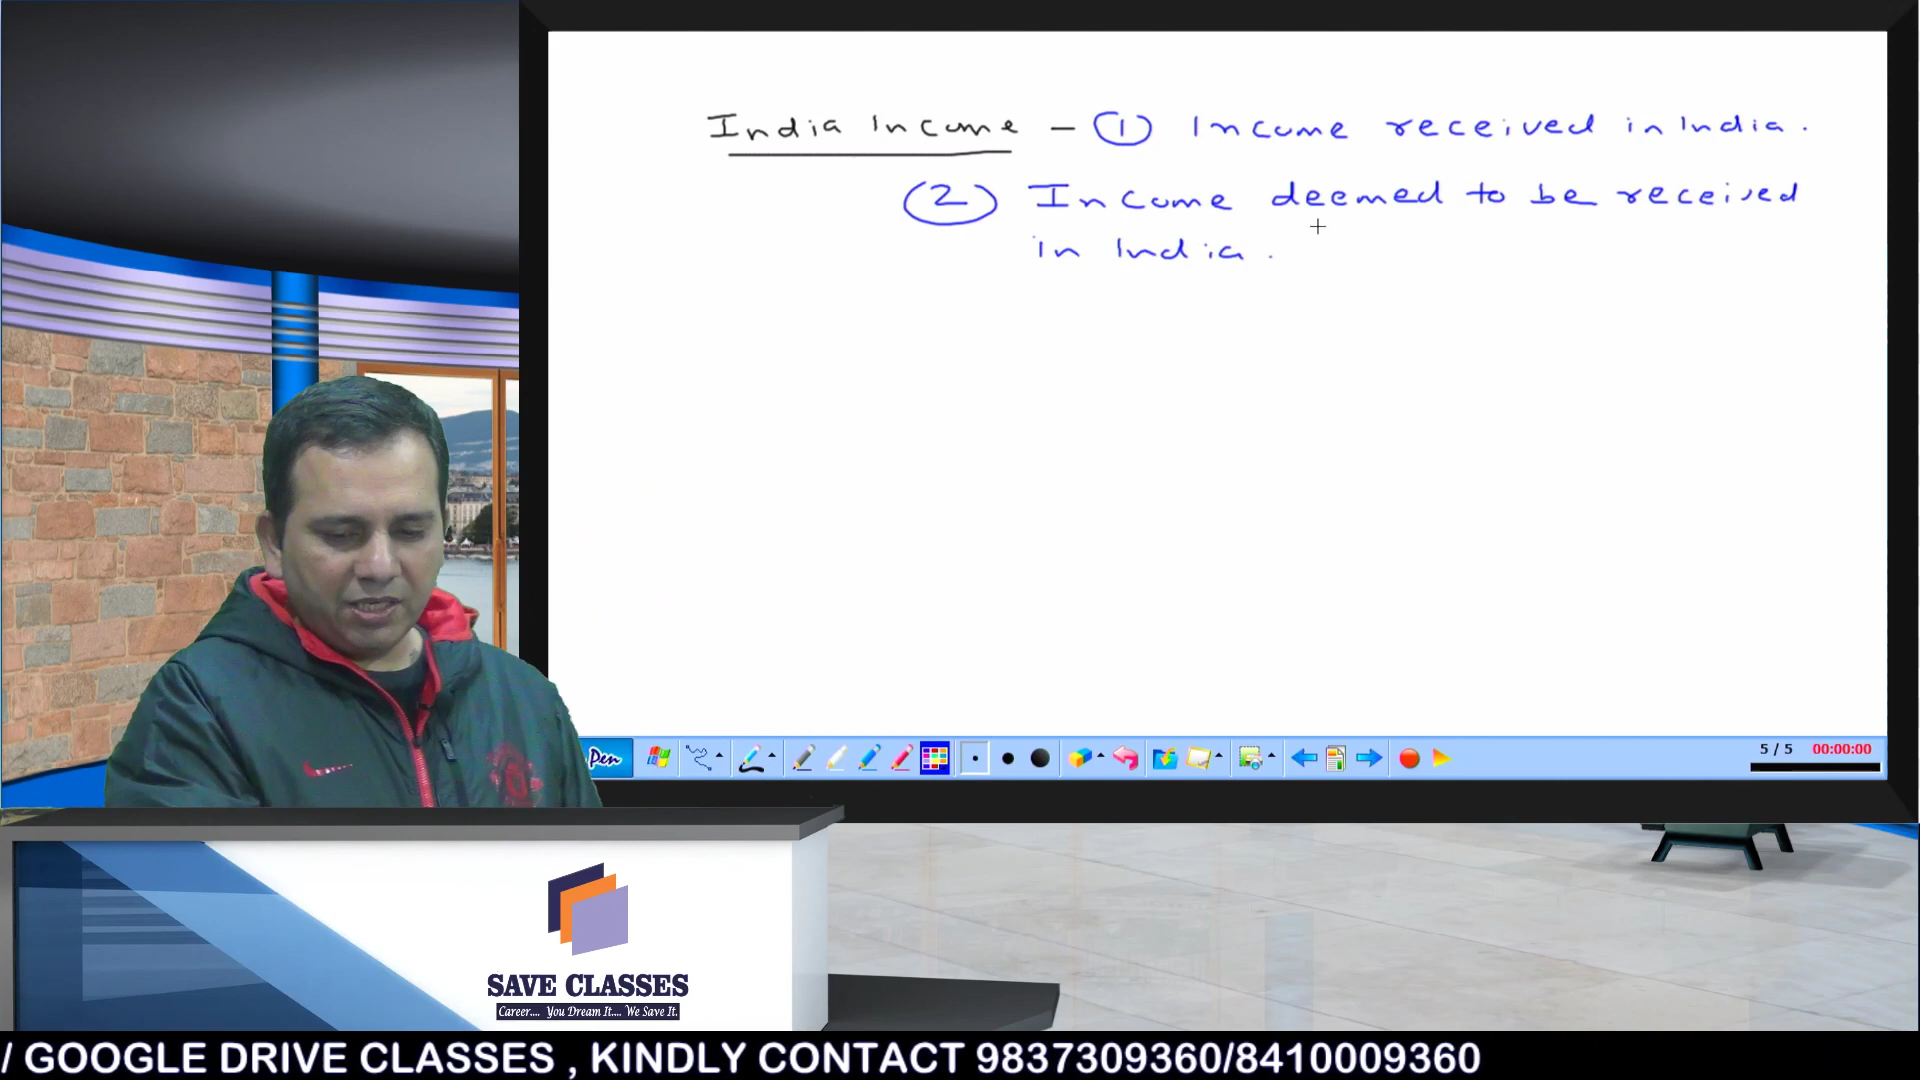 India Income – (1) Income received in India.
(2) Income deemed to be received
in India.
Pen
5 / 5 00:00:00
SAVE CLASSES
Career.... You Dream It.... We Save It.
/ GOOGLE DRIVE CLASSES , KINDLY CONTACT 9837309360/8410009360